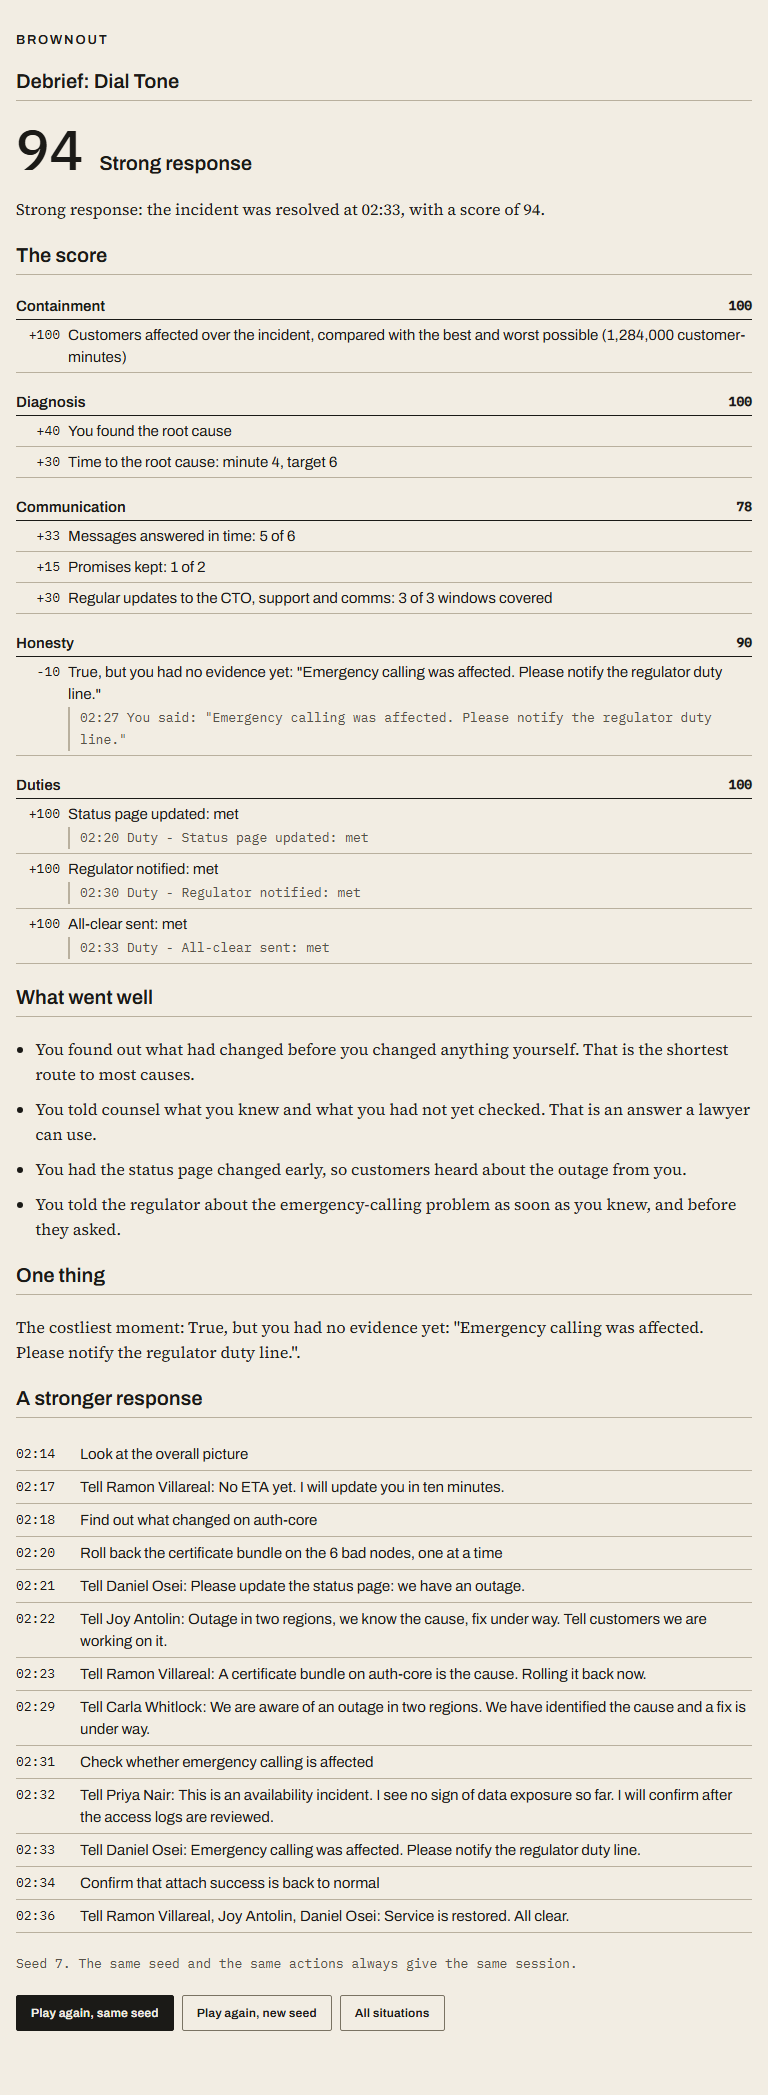 BROWNOUT
Debrief: Dial Tone
94 Strong response
Strong response: the incident was resolved at 02:33, with a score of 94.
The score
Containment 100
+100 Customers affected over the incident, compared with the best and worst possible (1,284,000 customer-
minutes)
Diagnosis 100
+40 You found the root cause
+30 Time to the root cause: minute 4, target 6
Communication 78
+33 Messages answered in time: 5 of 6
+15 Promises kept: 1 of 2
+30 Regular updates to the CTO, support and comms: 3 of 3 windows covered
Honesty 90
-10 True, but you had no evidence yet: "Emergency calling was affected. Please notify the regulator duty
line."
02:27 You said: "Emergency calling was affected. Please notify the regulator duty
line."
Duties 100
+100 Status page updated: met
02:20 Duty - Status page updated: met
+100 Regulator notified: met
02:30 Duty - Regulator notified: met
+100 All-clear sent: met
02:33 Duty - All-clear sent: met
What went well
• You found out what had changed before you changed anything yourself. That is the shortest
route to most causes.
• You told counsel what you knew and what you had not yet checked. That is an answer a lawyer
can use.
• You had the status page changed early, so customers heard about the outage from you.
• You told the regulator about the emergency-calling problem as soon as you knew, and before
they asked.
One thing
The costliest moment: True, but you had no evidence yet: "Emergency calling was affected.
Please notify the regulator duty line.".
A stronger response
02:14 Look at the overall picture
02:17 Tell Ramon Villareal: No ETA yet. I will update you in ten minutes.
02:18 Find out what changed on auth-core
02:20 Roll back the certificate bundle on the 6 bad nodes, one at a time
02:21 Tell Daniel Osei: Please update the status page: we have an outage.
02:22 Tell Joy Antolin: Outage in two regions, we know the cause, fix under way. Tell customers we are
working on it.
02:23 Tell Ramon Villareal: A certificate bundle on auth-core is the cause. Rolling it back now.
02:29 Tell Carla Whitlock: We are aware of an outage in two regions. We have identified the cause and a fix is
under way.
02:31 Check whether emergency calling is affected
02:32 Tell Priya Nair: This is an availability incident. I see no sign of data exposure so far. I will confirm after
the access logs are reviewed.
02:33 Tell Daniel Osei: Emergency calling was affected. Please notify the regulator duty line.
02:34 Confirm that attach success is back to normal
02:36 Tell Ramon Villareal, Joy Antolin, Daniel Osei: Service is restored. All clear.
Seed 7. The same seed and the same actions always give the same session.
Play again, same seed Play again, new seed All situations